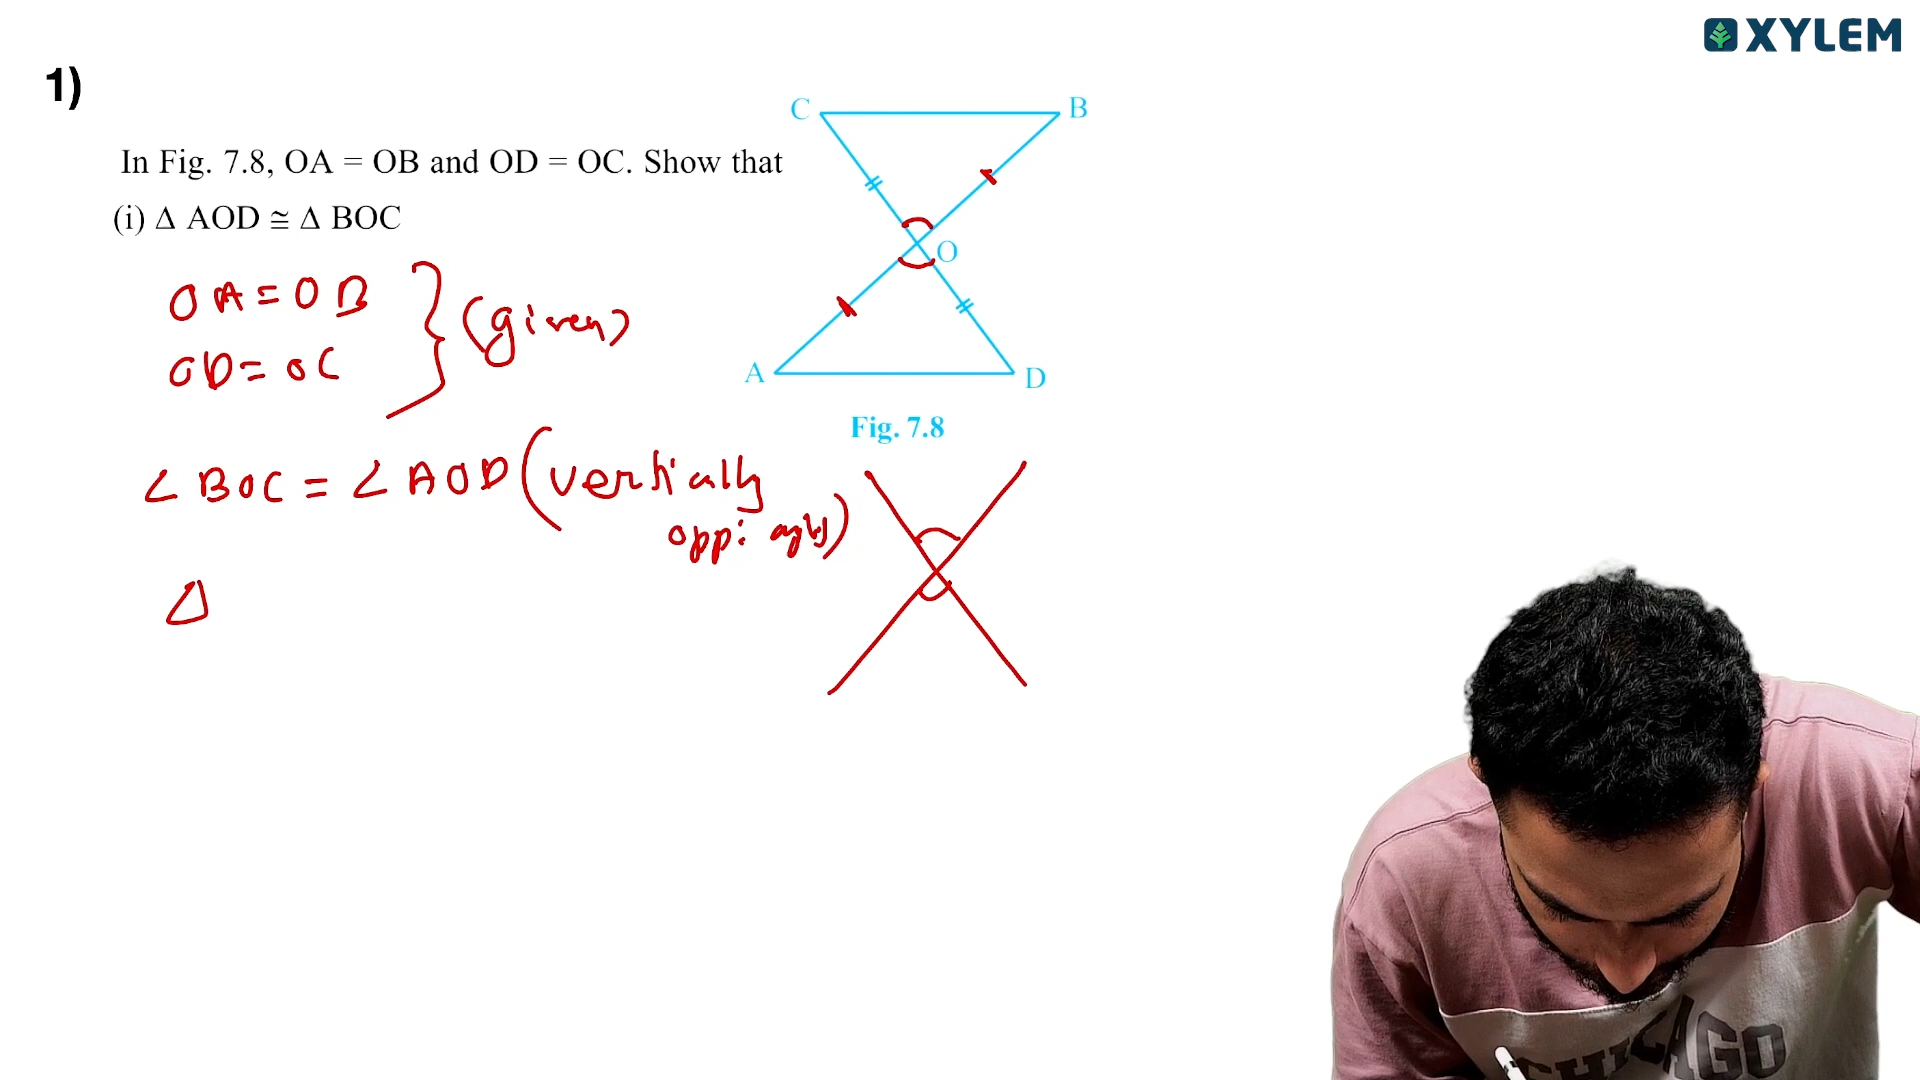 XYLEM
1)
In Fig. 7.8, OA = OB and OD = OC. Show that
(i) Δ AOD ≅ Δ BOC
C
B
O
A
D
Fig. 7.8
OA = OB
OD = OC
} (given)
∠BOC = ∠AOD (vertically
opp:
Δ
CHICAGO